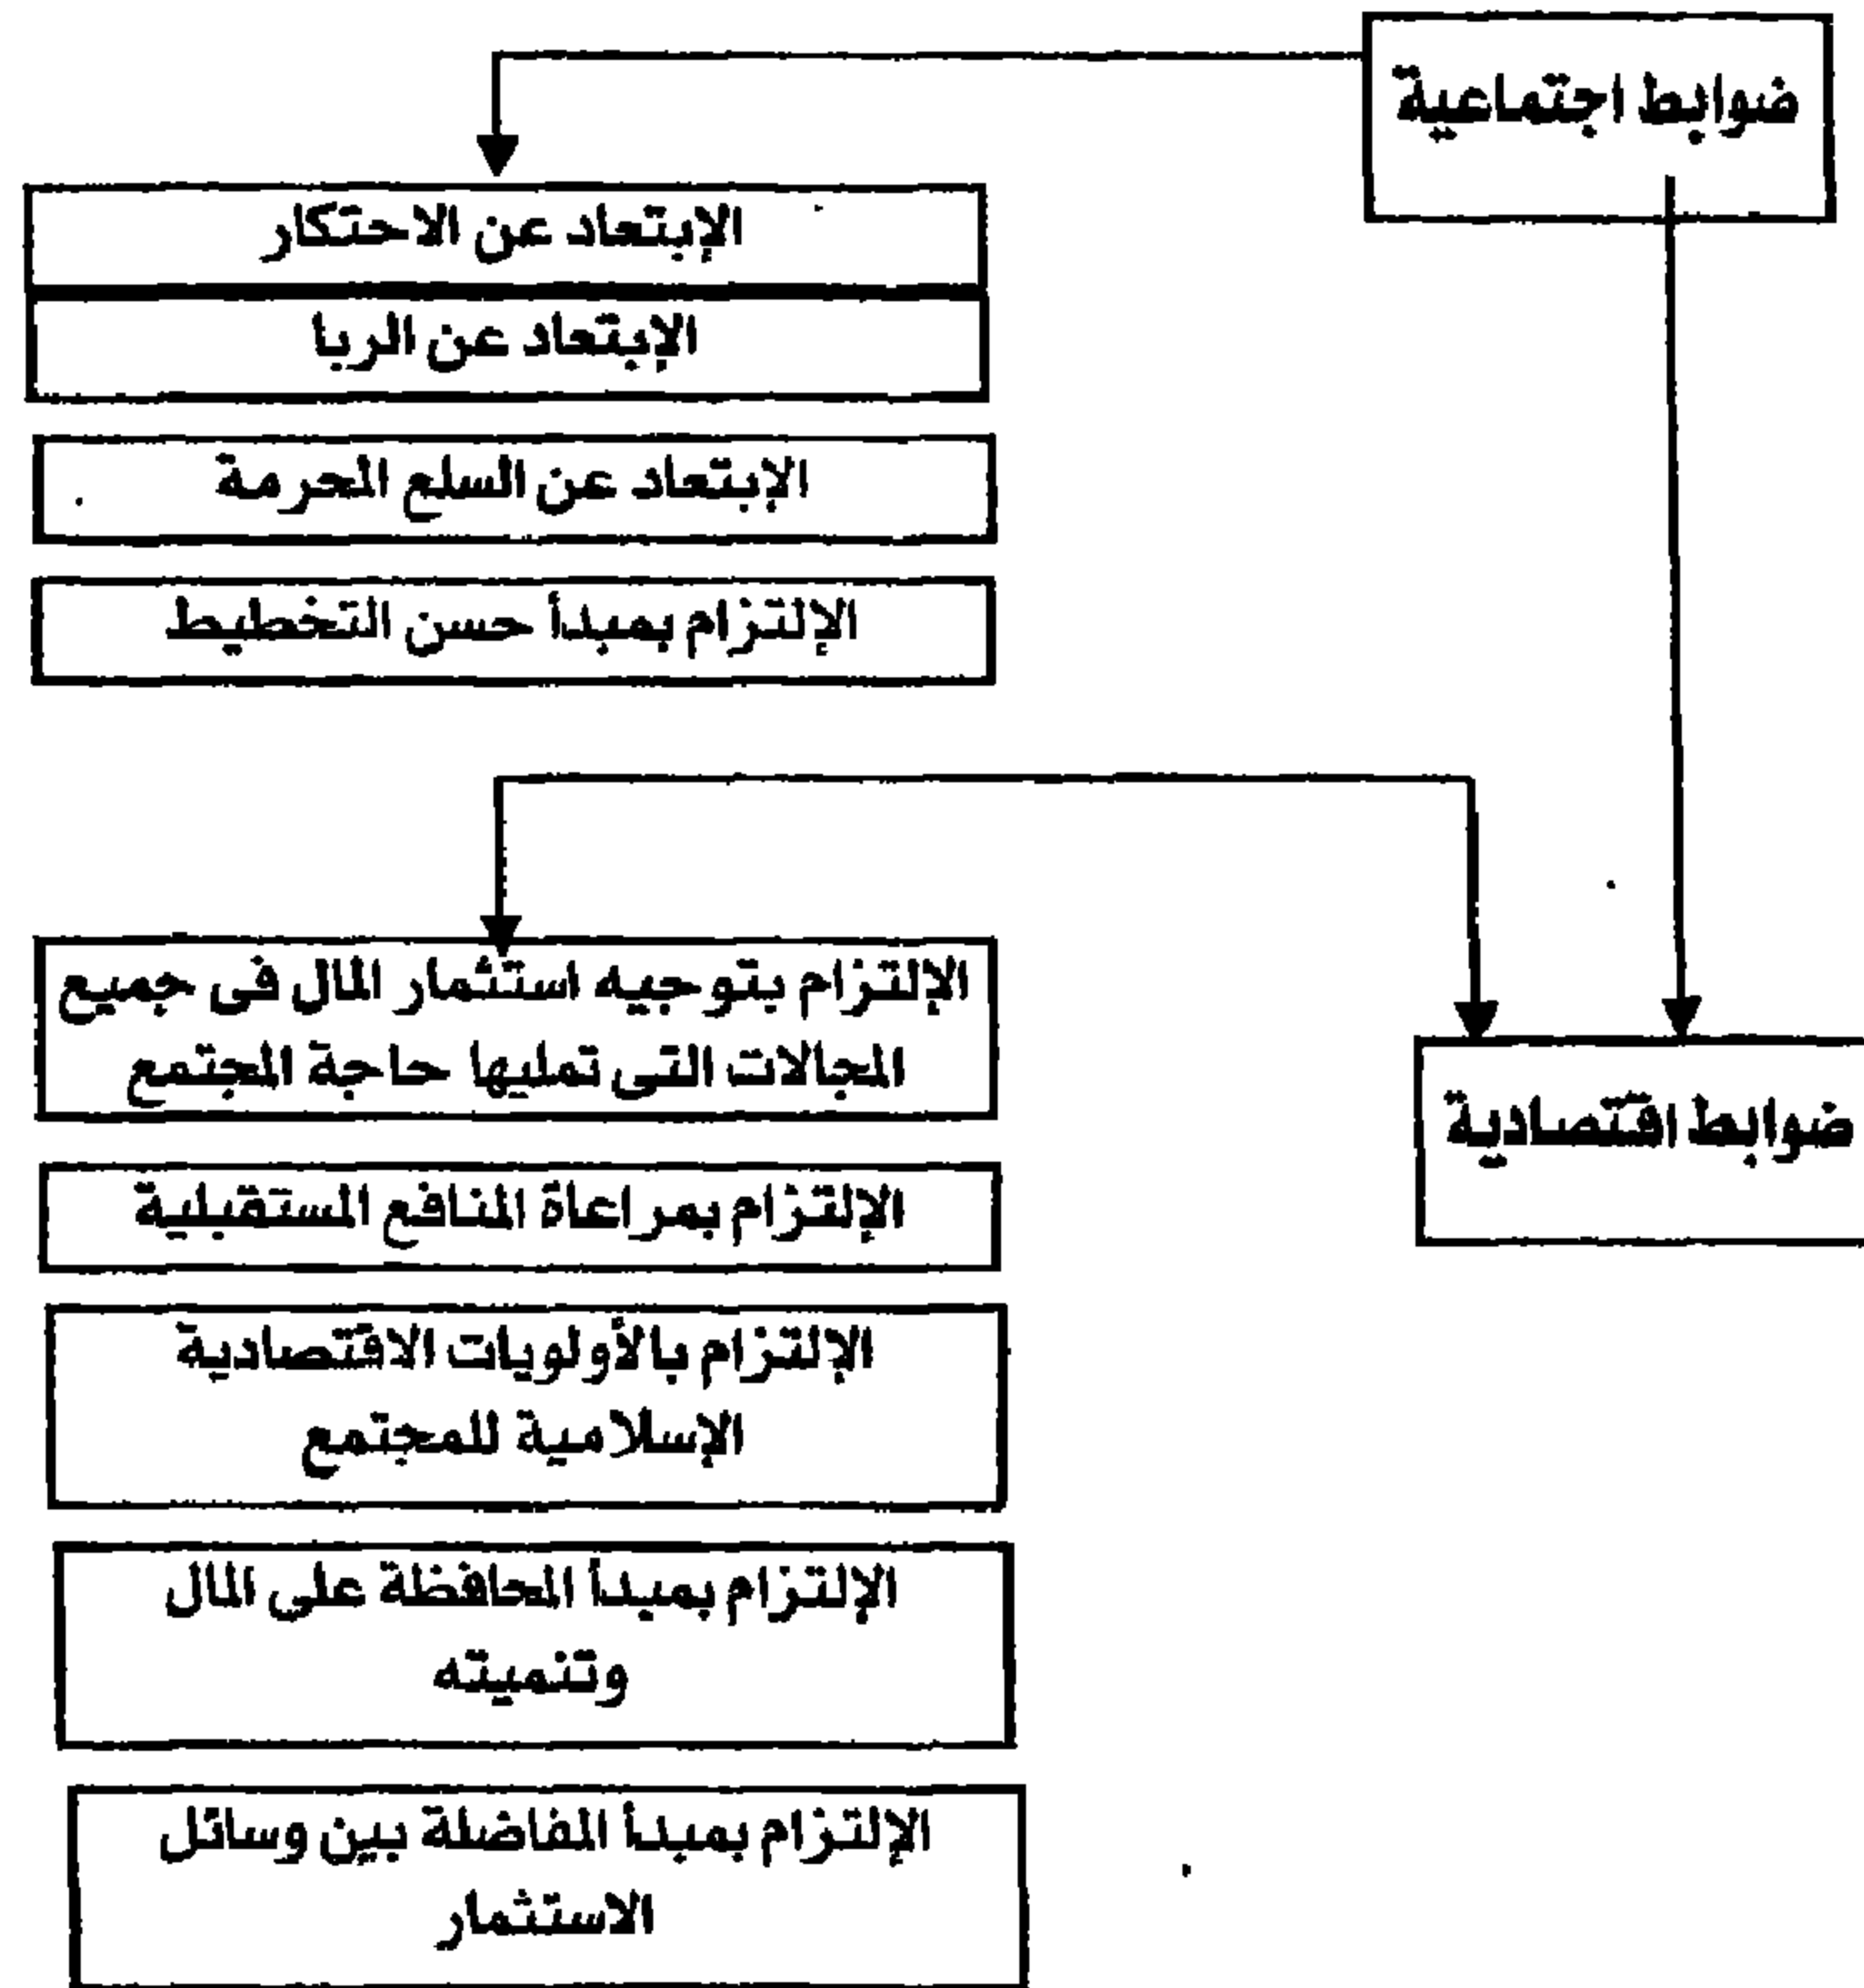 ضوابط اجتماعية
الإبتعاد عن الاحتكار
الإبتعاد عن الربا
الإبتعاد عن السلع المحرمة
الإلتزام بمبدأ حسن التخطيط
ضوابط اقتصادية
الإلتزام بتوجيه استثمار المال فى جميع
المجالات التى تمليها حاجة المجتمع
الإلتزام بمراعاة المنافع المستقبلية
الإلتزام بالأولويات الاقتصادية
الإسلامية للمجتمع
الإلتزام بمبدأ المحافظة على المال
وتنميته
الإلتزام بمبدأ المفاضلة بين وسائل
الاستثمار